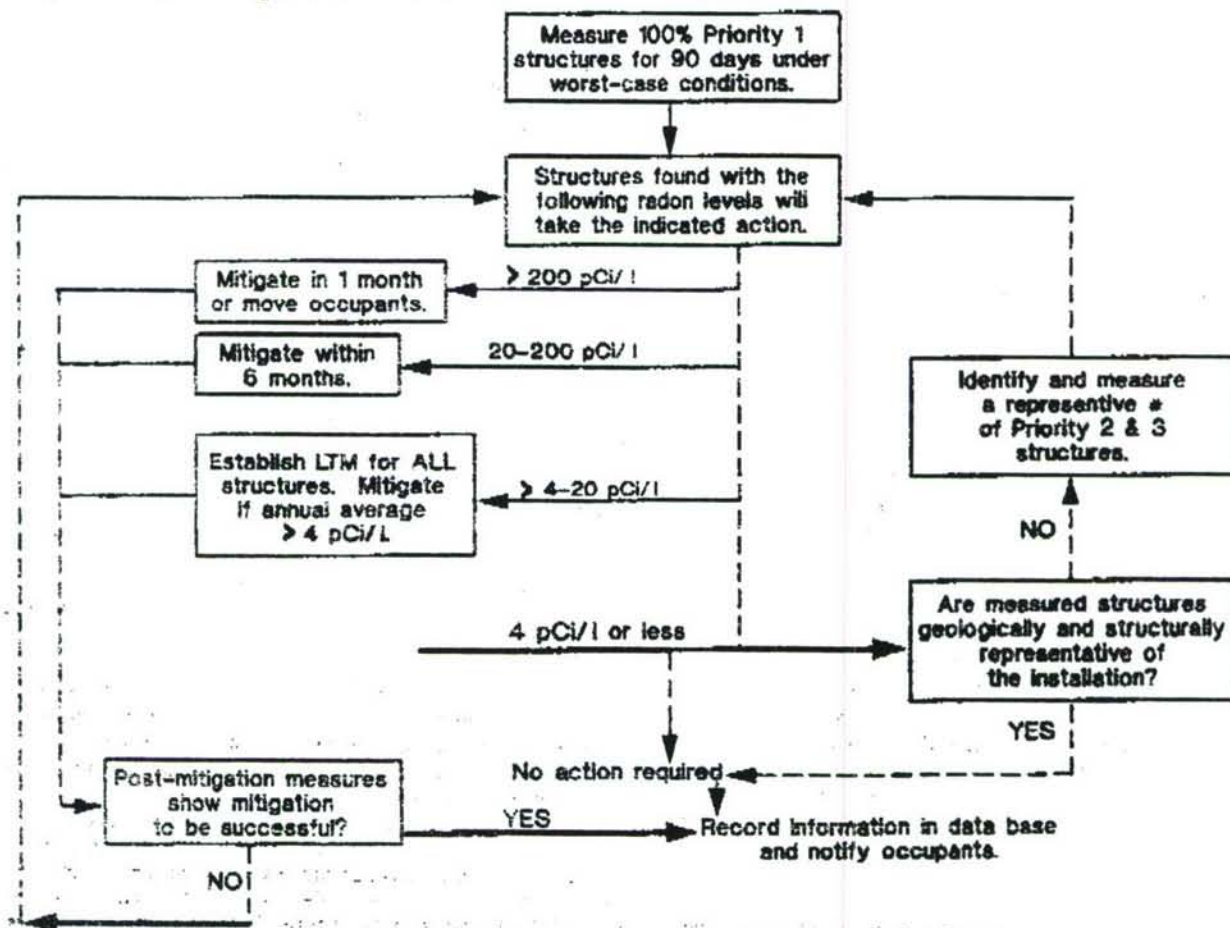 Measure 100% Priority 1
structures for 90 days under
worst-case conditions.
Structures found with the
following radon levels will
take the indicated action.
Mitigate in 1 month
or move occupants.
> 200 pCi/l
Mitigate within
6 months.
20-200 pCi/l
Establish LTM for ALL
structures. Mitigate
if annual average
> 4 pCi/L
> 4-20 pCi/l
Identify and measure
a representive #
of Priority 2 & 3
structures.
NO
4 pCi/l or less
Are measured structures
geologically and structurally
representative of
the installation?
YES
No action required
Post-mitigation measures
show mitigation
to be successful?
YES
Record information in data base
and notify occupants.
NO